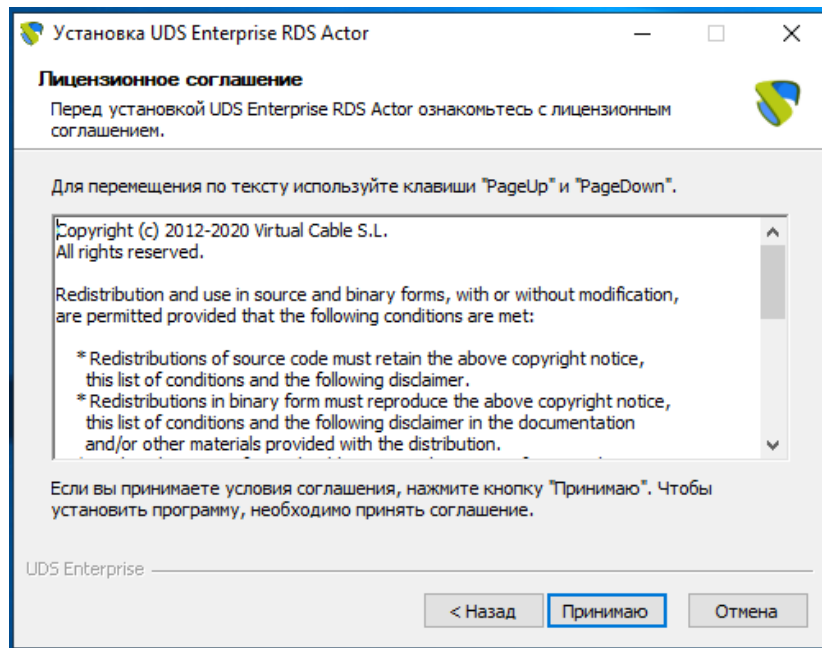 Установка UDS Enterprise RDS Actor
Лицензионное соглашение
Перед установкой UDS Enterprise RDS Actor ознакомьтесь с лицензионным
соглашением.
Для перемещения по тексту используйте клавиши "PageUp" и "PageDown".
Copyright (c) 2012-2020 Virtual Cable S.L.
All rights reserved.
Redistribution and use in source and binary forms, with or without modification,
are permitted provided that the following conditions are met:
* Redistributions of source code must retain the above copyright notice,
this list of conditions and the following disclaimer.
* Redistributions in binary form must reproduce the above copyright notice,
this list of conditions and the following disclaimer in the documentation
and/or other materials provided with the distribution.
Если вы принимаете условия соглашения, нажмите кнопку "Принимаю". Чтобы
установить программу, необходимо принять соглашение.
UDS Enterprise
< Назад Принимаю Отмена